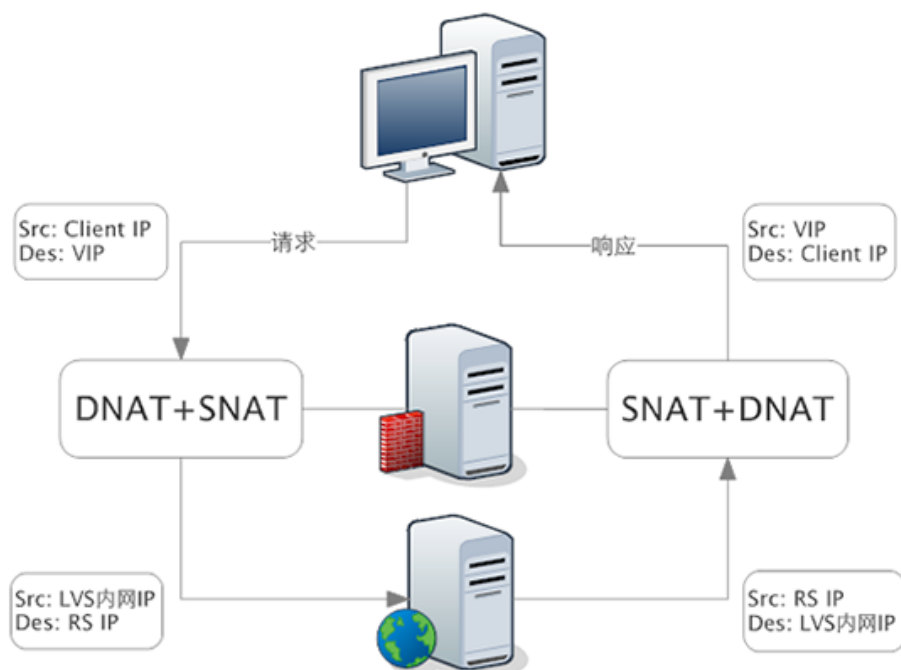 Src: Client IP
Des: VIP
请求
响应
Src: VIP
Des: Client IP
DNAT+SNAT
SNAT+DNAT
Src: LVS内网IP
Des: RS IP
Src: RS IP
Des: LVS内网IP